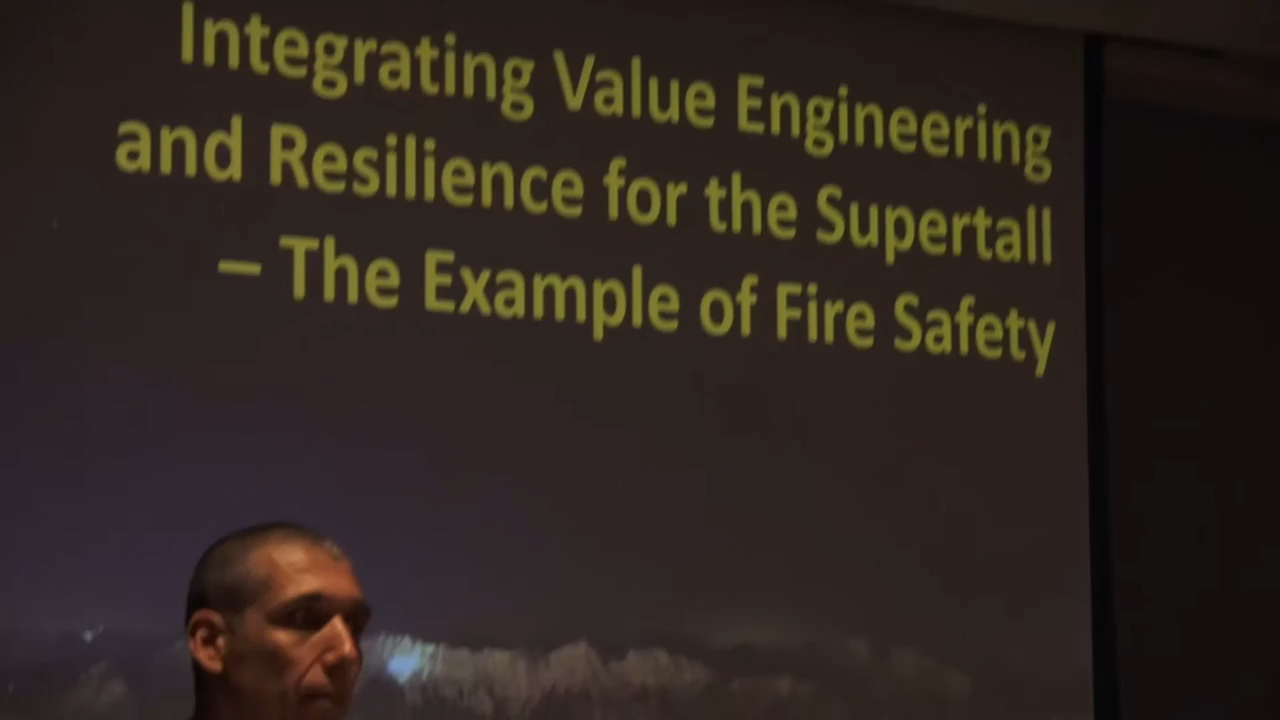 Integrating Value Engineering
and Resilience for the Supertall
– The Example of Fire Safety